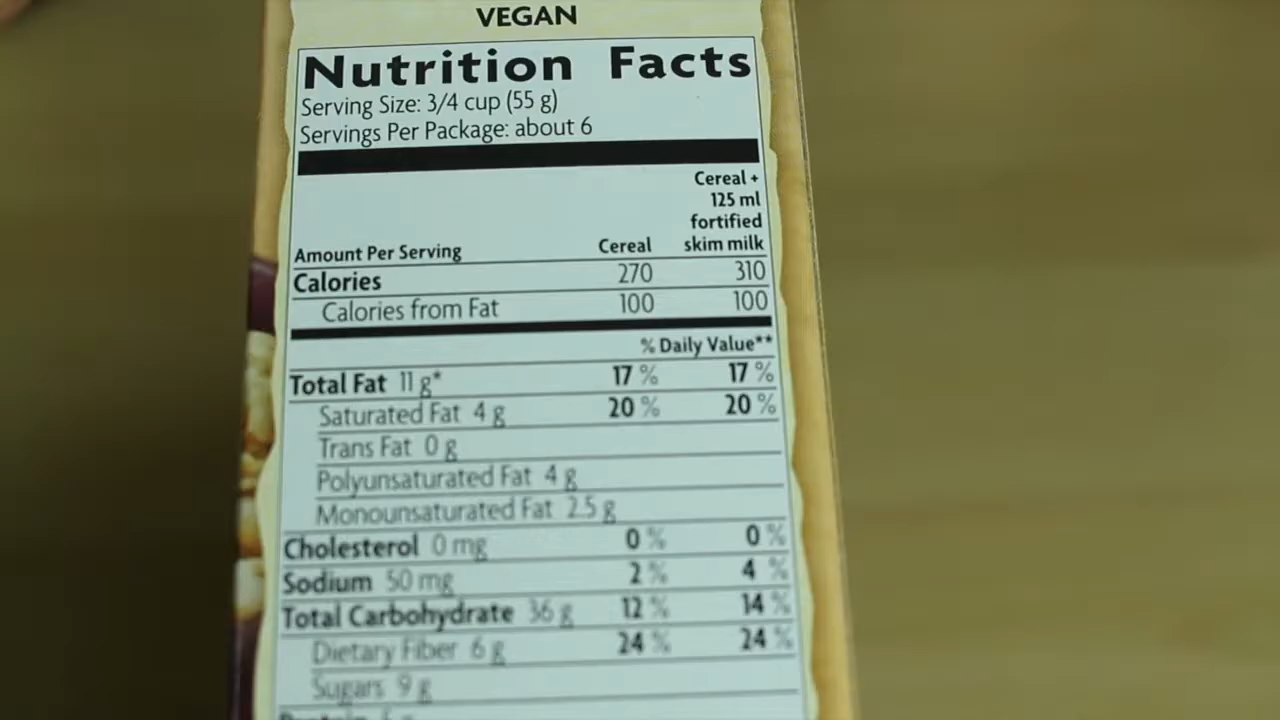 VEGAN
Nutrition Facts
Serving Size: 3/4 cup (55 g)
Servings Per Package: about 6
Cereal +
125 ml
fortified
Amount Per Serving Cereal skim milk
Calories 270 310
Calories from Fat 100 100
% Daily Value**
Total Fat 11 g* 17 % 17 %
Saturated Fat 4 g 20 % 20 %
Trans Fat 0 g
Polyunsaturated Fat 4 g
Monounsaturated Fat 2.5 g
Cholesterol 0 mg 0 % 0 %
Sodium 50 mg 2 % 4 %
Total Carbohydrate 36 g 12 % 14 %
Dietary Fiber 6 g 24 % 24 %
Sugars 9 g